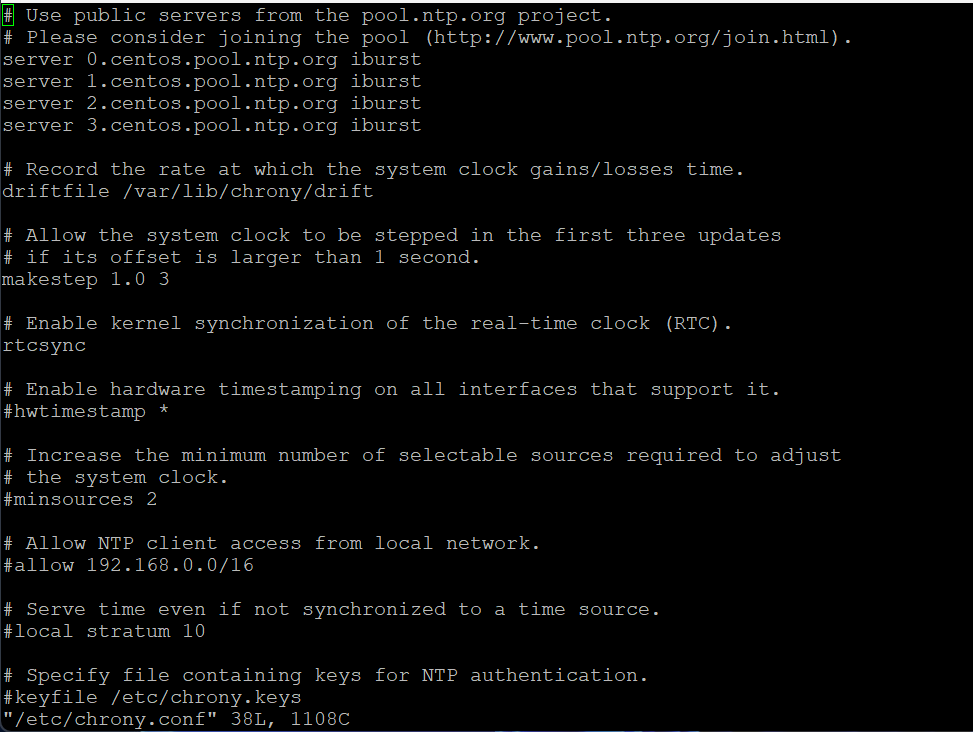 # Use public servers from the pool.ntp.org project.
# Please consider joining the pool (http://www.pool.ntp.org/join.html).
server 0.centos.pool.ntp.org iburst
server 1.centos.pool.ntp.org iburst
server 2.centos.pool.ntp.org iburst
server 3.centos.pool.ntp.org iburst

# Record the rate at which the system clock gains/losses time.
driftfile /var/lib/chrony/drift

# Allow the system clock to be stepped in the first three updates
# if its offset is larger than 1 second.
makestep 1.0 3

# Enable kernel synchronization of the real-time clock (RTC).
rtcsync

# Enable hardware timestamping on all interfaces that support it.
#hwtimestamp *

# Increase the minimum number of selectable sources required to adjust
# the system clock.
#minsources 2

# Allow NTP client access from local network.
#allow 192.168.0.0/16

# Serve time even if not synchronized to a time source.
#local stratum 10

# Specify file containing keys for NTP authentication.
#keyfile /etc/chrony.keys
"/etc/chrony.conf" 38L, 1108C